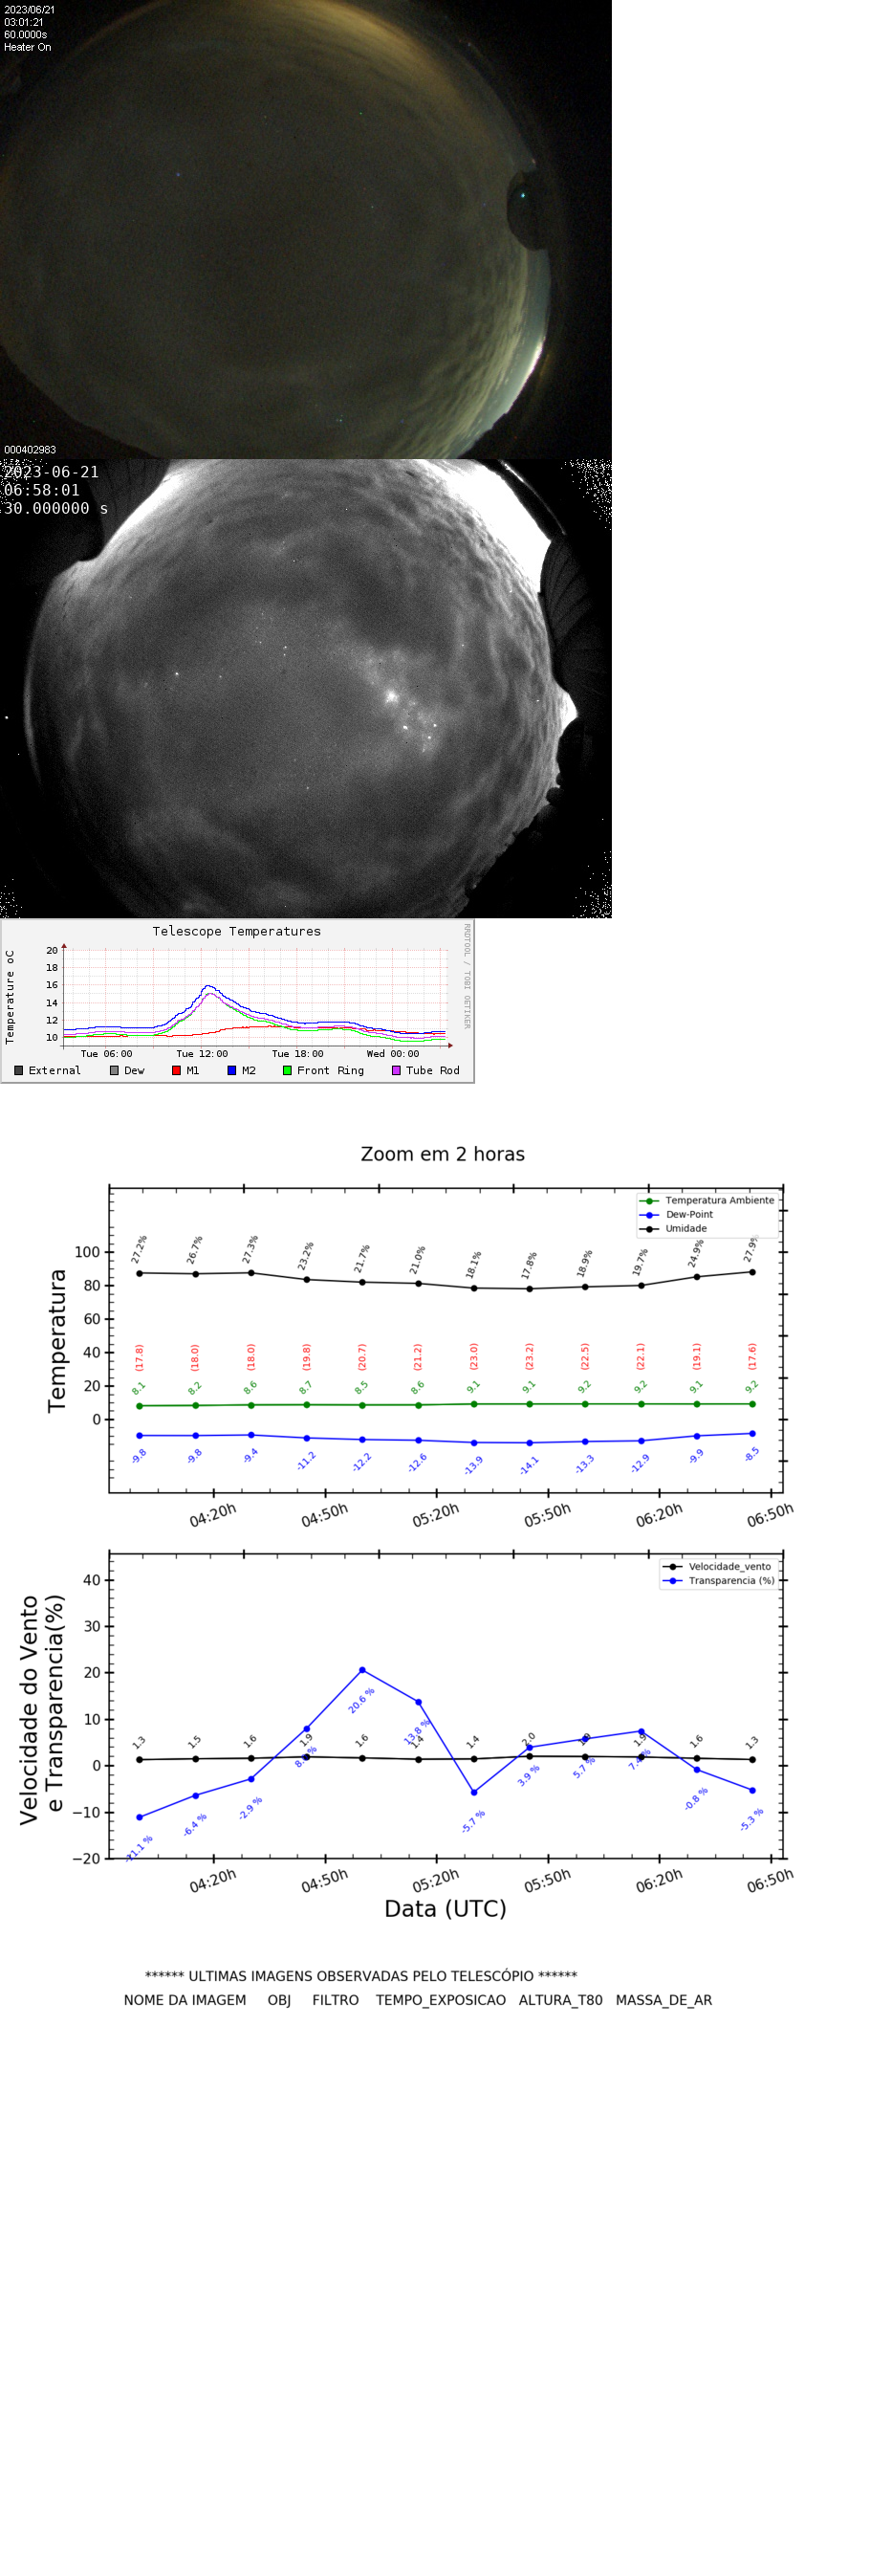 2023/06/21
03:01:21
60.0000s
Heater On
000402983
2023-06-21
06:58:01
30.000000 s
Telescope Temperatures
RRDTOOL / TOBI OETIKER
Temperature oC
20
18
16
14
12
10
Tue 06:00 Tue 12:00 Tue 18:00 Wed 00:00
External Dew M1 M2 Front Ring Tube Rod
Zoom em 2 horas
Temperatura Ambiente
Dew-Point
Umidade
Temperatura
100
80
60
40
20
0
27.2% 26.7% 27.3% 23.2% 21.7% 21.0% 18.1% 17.8% 18.9% 19.7% 24.9% 27.9%
(17.8) (18.0) (18.0) (19.8) (20.7) (21.2) (23.0) (23.2) (22.5) (22.1) (19.1) (17.6)
8.1 8.2 8.6 8.7 8.5 8.6 9.1 9.1 9.2 9.2 9.1 9.2
-9.8 -9.8 -9.4 -11.2 -12.2 -12.6 -13.9 -14.1 -13.3 -12.9 -9.9 -8.5
04:20h 04:50h 05:20h 05:50h 06:20h 06:50h
Velocidade_vento
Transparencia (%)
Velocidade do Vento
e Transparencia(%)
40
30
20
10
0
−10
−20
1.3 1.5 1.6 1.9 1.6 1.4 1.4 2.0 1.9 1.6 1.3
-11.1 % -6.4 % -2.9 % 20.6 % 13.8 % -5.7 % 3.9 % 5.7 % -0.8 % -5.3 %
04:20h 04:50h 05:20h 05:50h 06:20h 06:50h
Data (UTC)
****** ULTIMAS IMAGENS OBSERVADAS PELO TELESCÓPIO ******
NOME DA IMAGEM OBJ FILTRO TEMPO_EXPOSICAO ALTURA_T80 MASSA_DE_AR